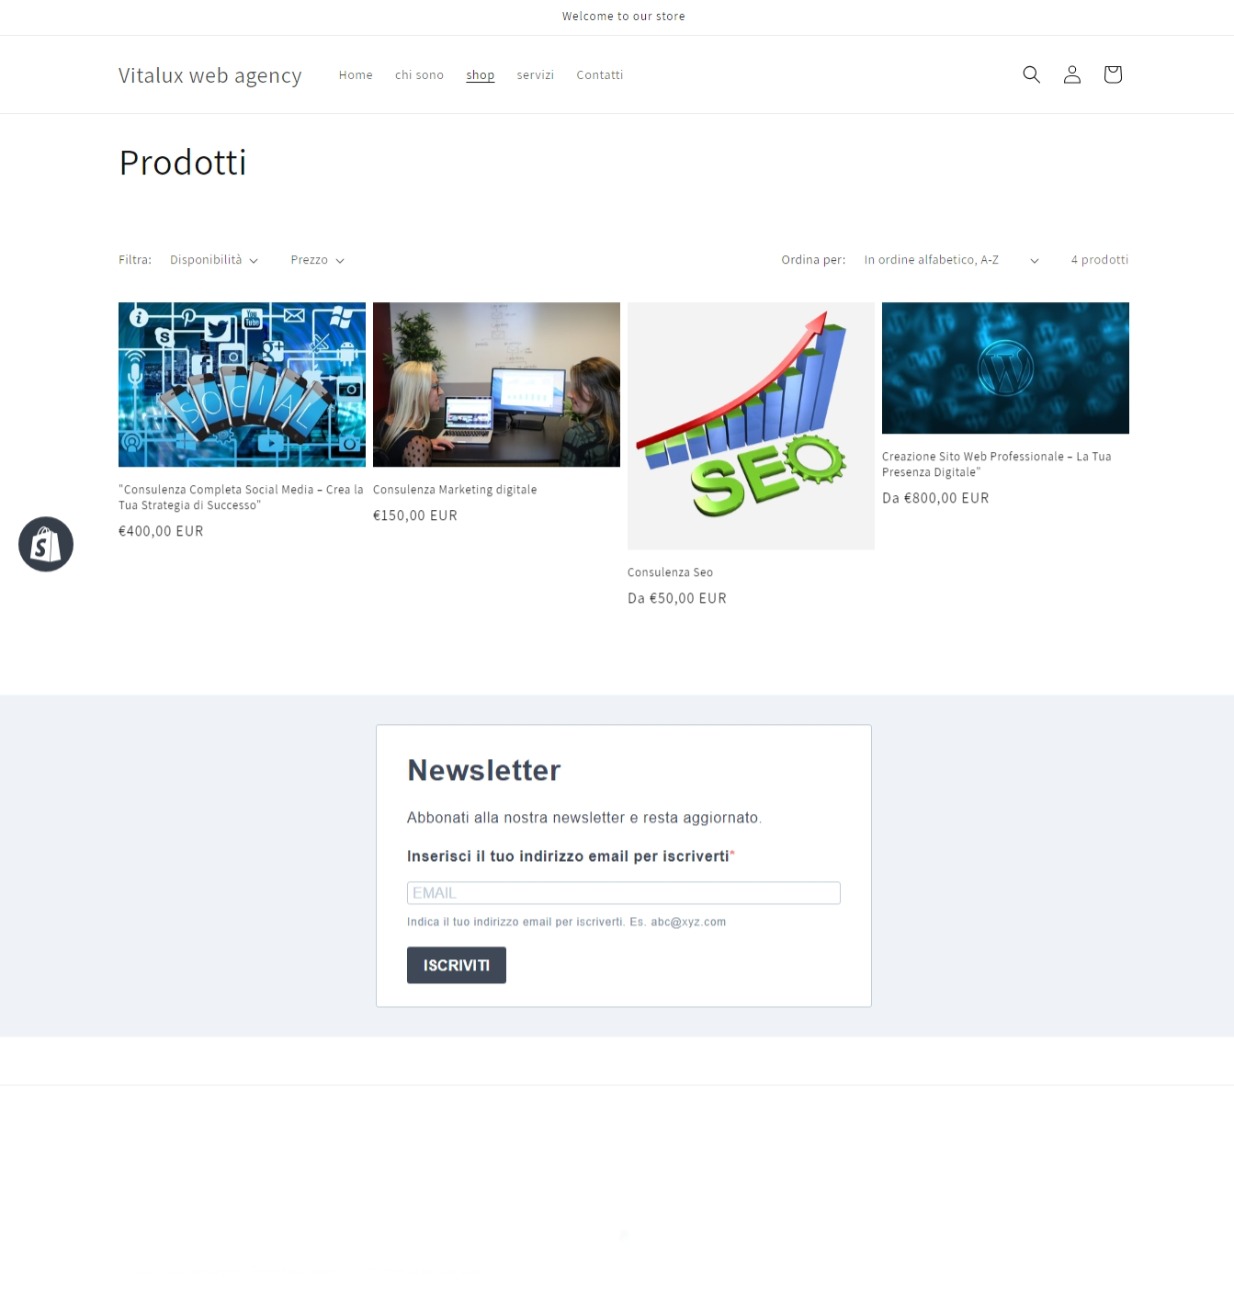 Welcome to our store
Vitalux web agency
Home
chi sono
shop
servizi
Contatti
Prodotti
Filtra:
Disponibilità
Prezzo
Ordina per:
In ordine alfabetico, A-Z
4 prodotti
SOCIAL
You
Tube
SEO
"Consulenza Completa Social Media – Crea la
Tua Strategia di Successo"
€400,00 EUR
Consulenza Marketing digitale
€150,00 EUR
Consulenza Seo
Da €50,00 EUR
Creazione Sito Web Professionale – La Tua
Presenza Digitale"
Da €800,00 EUR
Newsletter
Abbonati alla nostra newsletter e resta aggiornato.
Inserisci il tuo indirizzo email per iscriverti*
EMAIL
Indica il tuo indirizzo email per iscriverti. Es. abc@xyz.com
ISCRIVITI